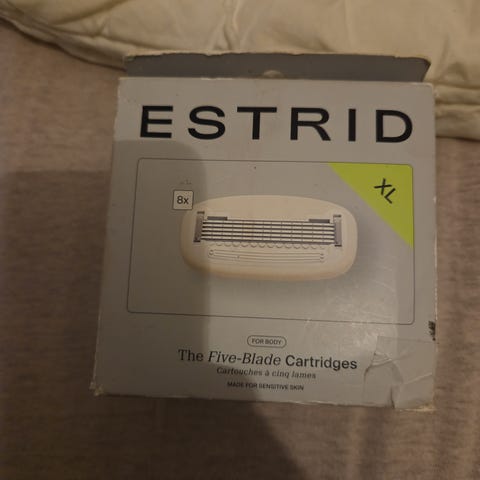 ESTRID
XL
8x
FOR BODY
The Five-Blade Cartridges
Cartouches à cinq lames
MADE FOR SENSITIVE SKIN